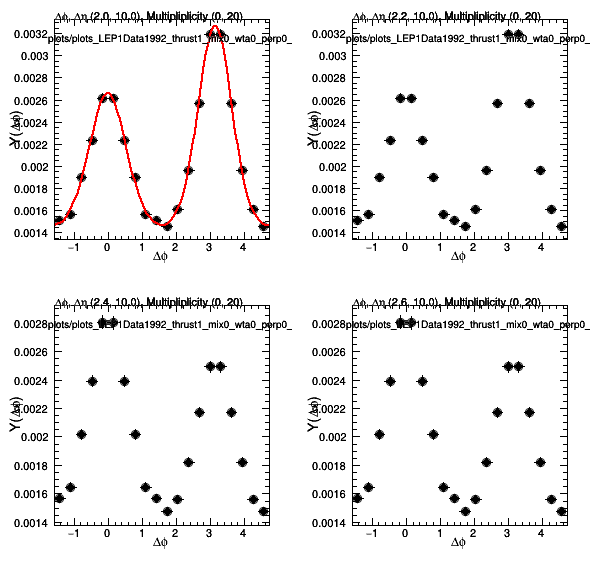 Δϕ, Δη (2.0, 10.0), Multipliplicity (0, 20)
plots/plots_LEP1Data1992_thrust1_mix0_wta0_perp0_
Y(Δϕ)
0.0032
0.003
0.0028
0.0026
0.0024
0.0022
0.002
0.0018
0.0016
0.0014
−1 0 1 2 3 4
Δϕ
Δϕ, Δη (2.2, 10.0), Multipliplicity (0, 20)
plots/plots_LEP1Data1992_thrust1_mix0_wta0_perp0_
Y(Δϕ)
0.0032
0.003
0.0028
0.0026
0.0024
0.0022
0.002
0.0018
0.0016
0.0014
−1 0 1 2 3 4
Δϕ
Δϕ, Δη (2.4, 10.0), Multipliplicity (0, 20)
plots/plots_LEP1Data1992_thrust1_mix0_wta0_perp0_
Y(Δϕ)
0.0028
0.0026
0.0024
0.0022
0.002
0.0018
0.0016
0.0014
−1 0 1 2 3 4
Δϕ
Δϕ, Δη (2.6, 10.0), Multipliplicity (0, 20)
plots/plots_LEP1Data1992_thrust1_mix0_wta0_perp0_
Y(Δϕ)
0.0028
0.0026
0.0024
0.0022
0.002
0.0018
0.0016
0.0014
−1 0 1 2 3 4
Δϕ